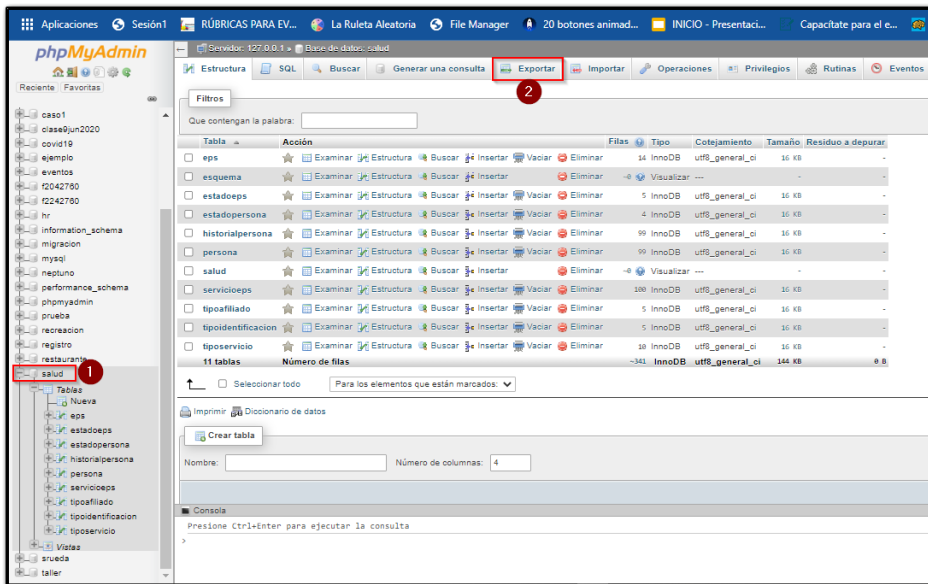 Aplicaciones Sesión1 RÚBRICAS PARA EV... La Ruleta Aleatoria File Manager 20 botones animad... INICIO - Presentaci... Capacítate para el e...
phpMyAdmin
Reciente Favoritas
caso1
clase9jun2020
covid19
ejemplo
eventos
f2042760
f2242760
hr
information_schema
migracion
mysql
neptuno
performance_schema
phpmyadmin
prueba
recreacion
registro
restaurante
salud 1
Tablas
Nueva
eps
estadoeps
estadopersona
historialpersona
persona
servicioeps
tipoafiliado
tipoidentificacion
tiposervicio
Vistas
srueda
taller
Servidor: 127.0.0.1 » Base de datos: salud
Estructura SQL Buscar Generar una consulta Exportar Importar Operaciones Privilegios Rutinas Eventos
2
Filtros
Que contengan la palabra:
Tabla Acción Filas Tipo Cotejamiento Tamaño Residuo a depurar
eps Examinar Estructura Buscar Insertar Vaciar Eliminar 14 InnoDB utf8_general_ci 16 KB -
esquema Examinar Estructura Buscar Insertar Eliminar ~0 Visualizar --- - -
estadoeps Examinar Estructura Buscar Insertar Vaciar Eliminar 5 InnoDB utf8_general_ci 16 KB -
estadopersona Examinar Estructura Buscar Insertar Vaciar Eliminar 4 InnoDB utf8_general_ci 16 KB -
historialpersona Examinar Estructura Buscar Insertar Vaciar Eliminar 99 InnoDB utf8_general_ci 16 KB -
persona Examinar Estructura Buscar Insertar Vaciar Eliminar 99 InnoDB utf8_general_ci 16 KB -
salud Examinar Estructura Buscar Insertar Eliminar ~0 Visualizar --- - -
servicioeps Examinar Estructura Buscar Insertar Vaciar Eliminar 100 InnoDB utf8_general_ci 16 KB -
tipoafiliado Examinar Estructura Buscar Insertar Vaciar Eliminar 5 InnoDB utf8_general_ci 16 KB -
tipoidentificacion Examinar Estructura Buscar Insertar Vaciar Eliminar 5 InnoDB utf8_general_ci 16 KB -
tiposervicio Examinar Estructura Buscar Insertar Vaciar Eliminar 10 InnoDB utf8_general_ci 16 KB -
11 tablas Número de filas ~341 InnoDB utf8_general_ci 144 KB 0 B
Seleccionar todo Para los elementos que están marcados:
Imprimir Diccionario de datos
Crear tabla
Nombre: Número de columnas: 4
Consola
Presione Ctrl+Enter para ejecutar la consulta
>